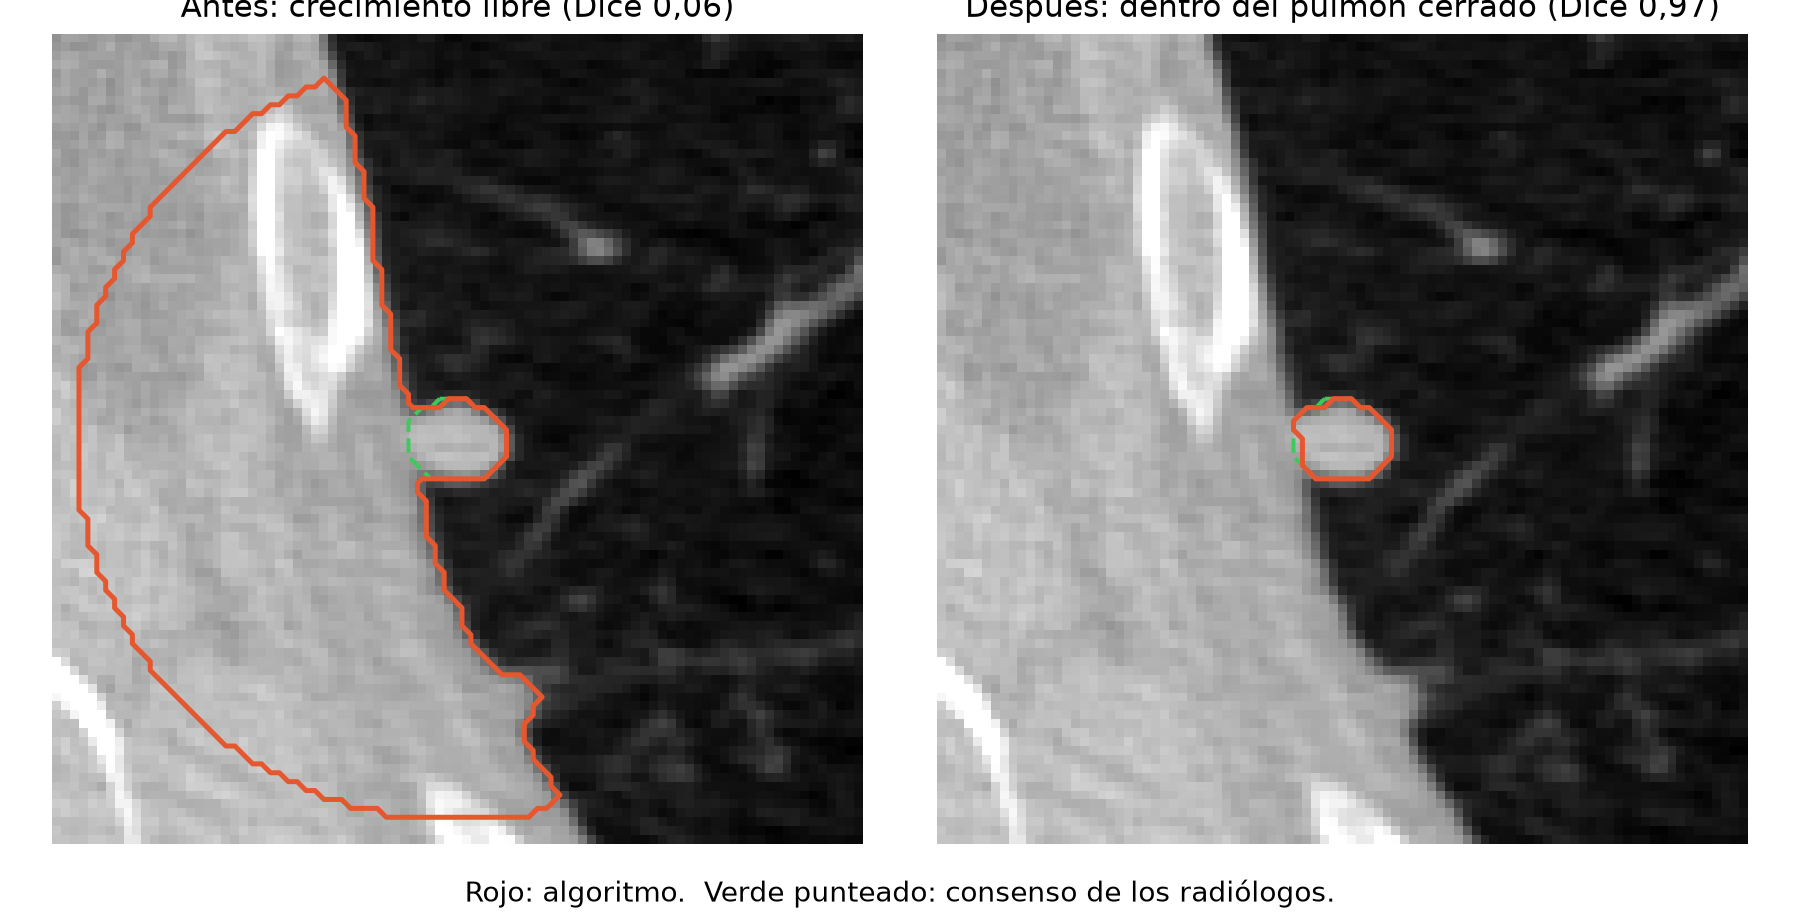 Antes: crecimiento libre (Dice 0,06)
Después: dentro del pulmón cerrado (Dice 0,97)
Rojo: algoritmo.  Verde punteado: consenso de los radiólogos.